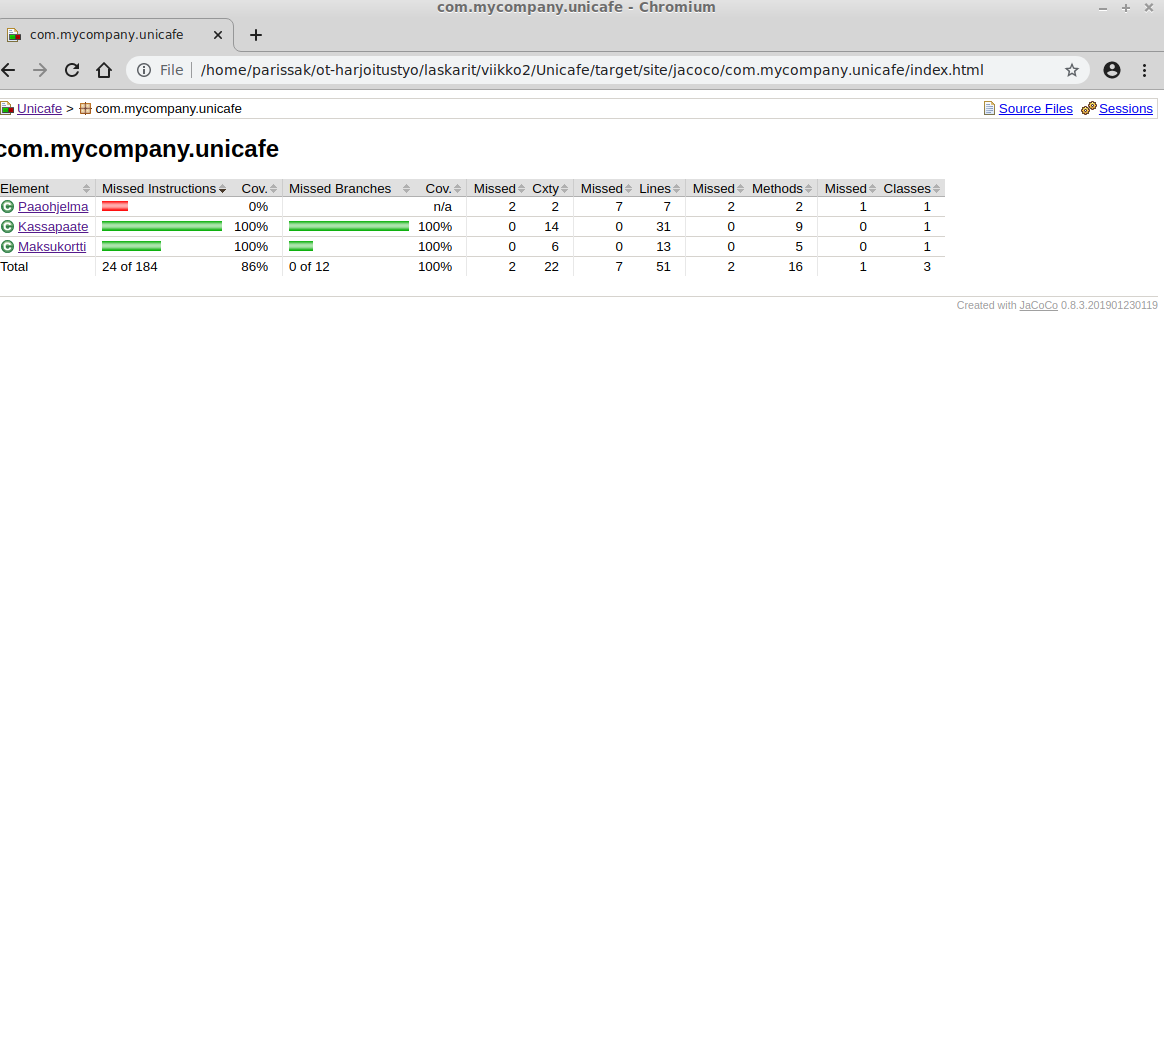 com.mycompany.unicafe - Chromium
com.mycompany.unicafe
File /home/parissak/ot-harjoitustyo/laskarit/viikko2/Unicafe/target/site/jacoco/com.mycompany.unicafe/index.html
Unicafe > com.mycompany.unicafe Source Files Sessions
com.mycompany.unicafe
Element Missed Instructions Cov. Missed Branches Cov. Missed Cxty Missed Lines Missed Methods Missed Classes
Paaohjelma 0% n/a 2 2 7 7 2 2 1 1
Kassapaate 100% 100% 0 14 0 31 0 9 0 1
Maksukortti 100% 100% 0 6 0 13 0 5 0 1
Total 24 of 184 86% 0 of 12 100% 2 22 7 51 2 16 1 3
Created with JaCoCo 0.8.3.201901230119